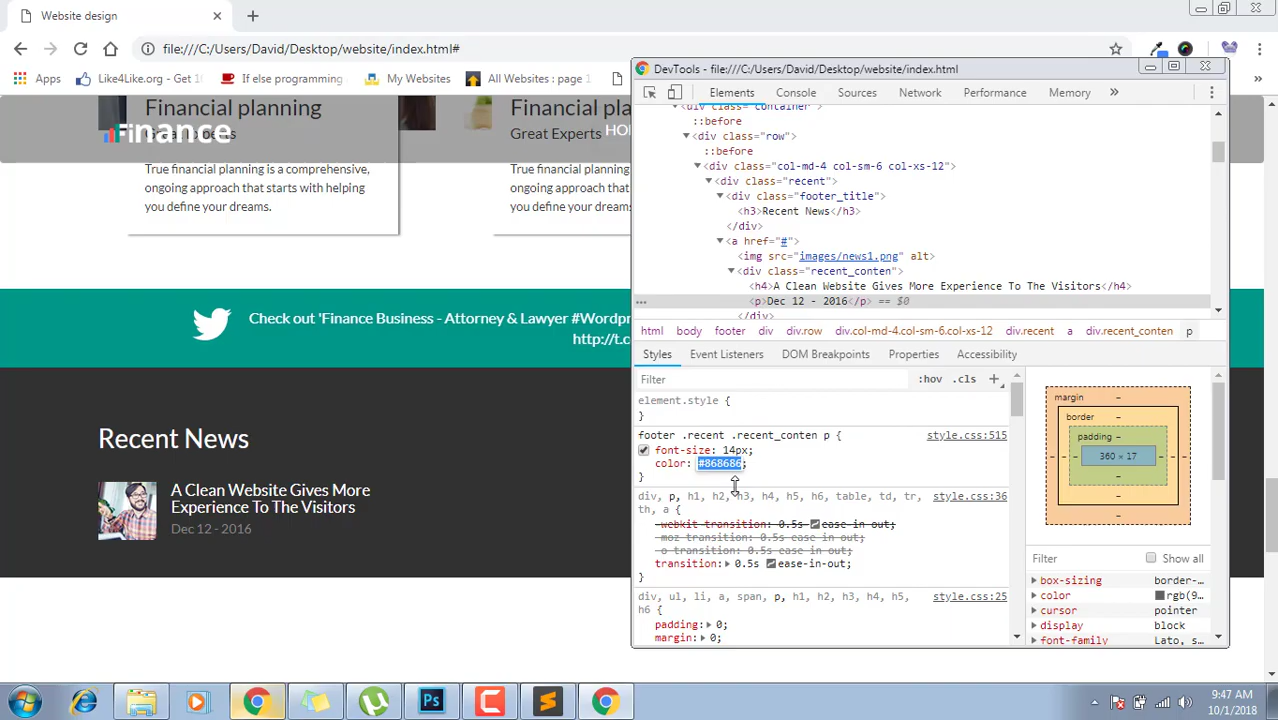 Website design
file:///C:/Users/David/Desktop/website/index.html#
Apps
Like4Like.org - Get 10
If else programming
My Websites
All Websites : page 1
»
Financial planning
Great Experts
True financial planning is a comprehensive,
ongoing approach that starts with helping
you define your dreams.
Financial pla
Great Experts
True financial pl
ongoing approac
you define your
Finance
HO
Check out 'Finance Business - Attorney & Lawyer #Wordp
http://t.c
Recent News
A Clean Website Gives More
Experience To The Visitors
Dec 12 - 2016
DevTools - file:///C:/Users/David/Desktop/website/index.html
Elements
Console
Sources
Network
Performance
Memory
»
<div class="container">
::before
<div class="row">
::before
<div class="col-md-4 col-sm-6 col-xs-12">
<div class="recent">
<div class="footer_title">
<h3>Recent News</h3>
</div>
<a href="#">
<img src="images/news1.png" alt>
<div class="recent_conten">
<h4>A Clean Website Gives More Experience To The Visitors</h4>
... <p>Dec 12 - 2016</p> == $0
</div>
html body footer div div.row div.col-md-4.col-sm-6.col-xs-12 div.recent a div.recent_conten p
Styles
Event Listeners
DOM Breakpoints
Properties
Accessibility
Filter
:hov .cls +
element.style {
}
footer .recent .recent_conten p { style.css:515
font-size: 14px;
color: #868686;
}
div, p, h1, h2, h3, h4, h5, h6, table, td, tr, style.css:36
th, a {
-webkit-transition: 0.5s ease-in-out;
-moz-transition: 0.5s ease-in-out;
-o-transition: 0.5s ease-in-out;
transition: 0.5s ease-in-out;
}
div, ul, li, a, span, p, h1, h2, h3, h4, h5, style.css:25
h6 {
padding: 0;
margin: 0;
margin -
border -
padding -
- - - 360 × 17 - - -
-
-
-
Filter
Show all
box-sizing border-
color rgb(9…
cursor pointer
display block
font-family Lato, s
9:47 AM
10/1/2018